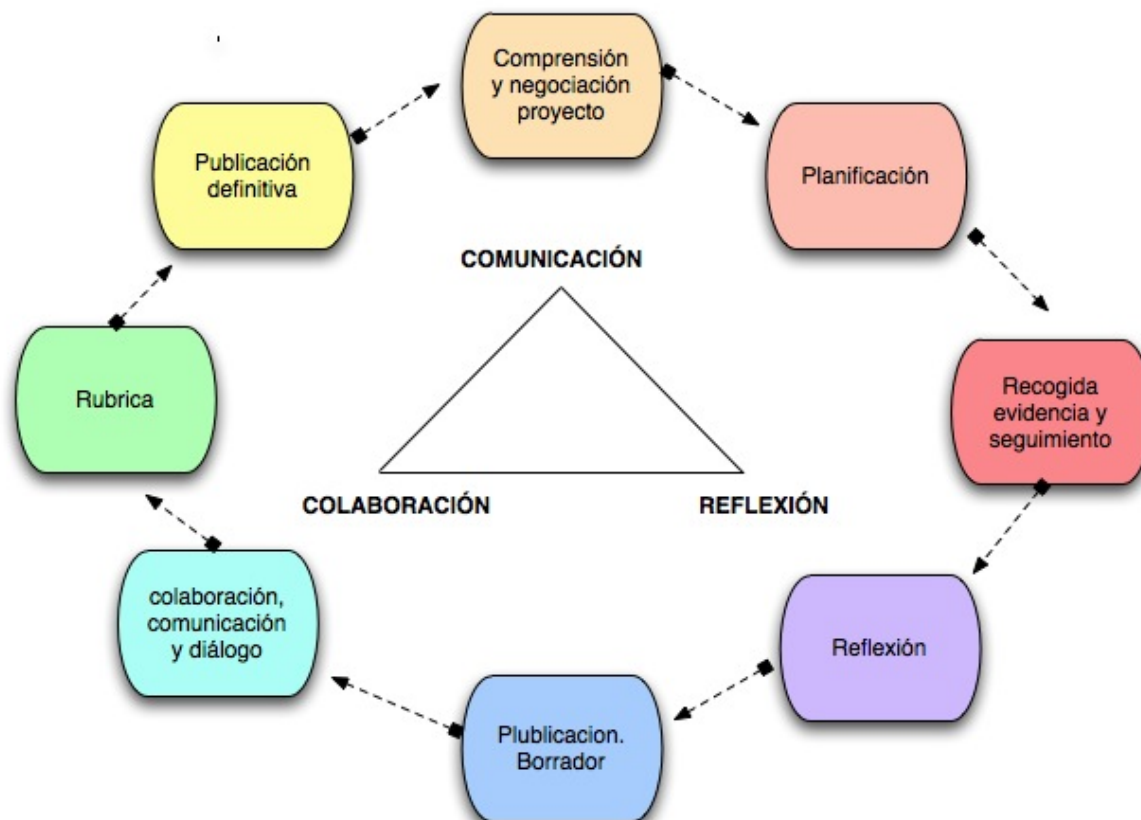 Comprensión
y negociación
proyecto
Planificación
Recogida
evidencia y
seguimiento
Reflexión
Plublicacion.
Borrador
colaboración,
comunicación
y diálogo
Rubrica
Publicación
definitiva
COMUNICACIÓN
COLABORACIÓN
REFLEXIÓN